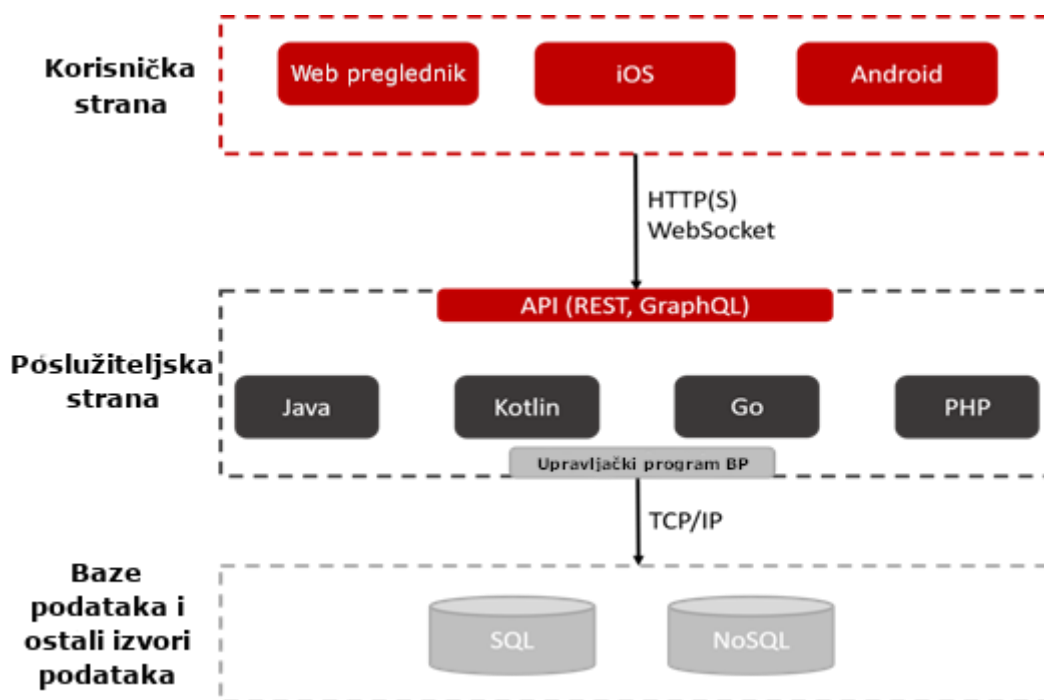 Korisnička
strana
Web preglednik
iOS
Android
HTTP(S)
WebSocket
API (REST, GraphQL)
Poslužiteljska
strana
Java
Kotlin
Go
PHP
Upravljački program BP
TCP/IP
Baze
podataka i
ostali izvori
podataka
SQL
NoSQL